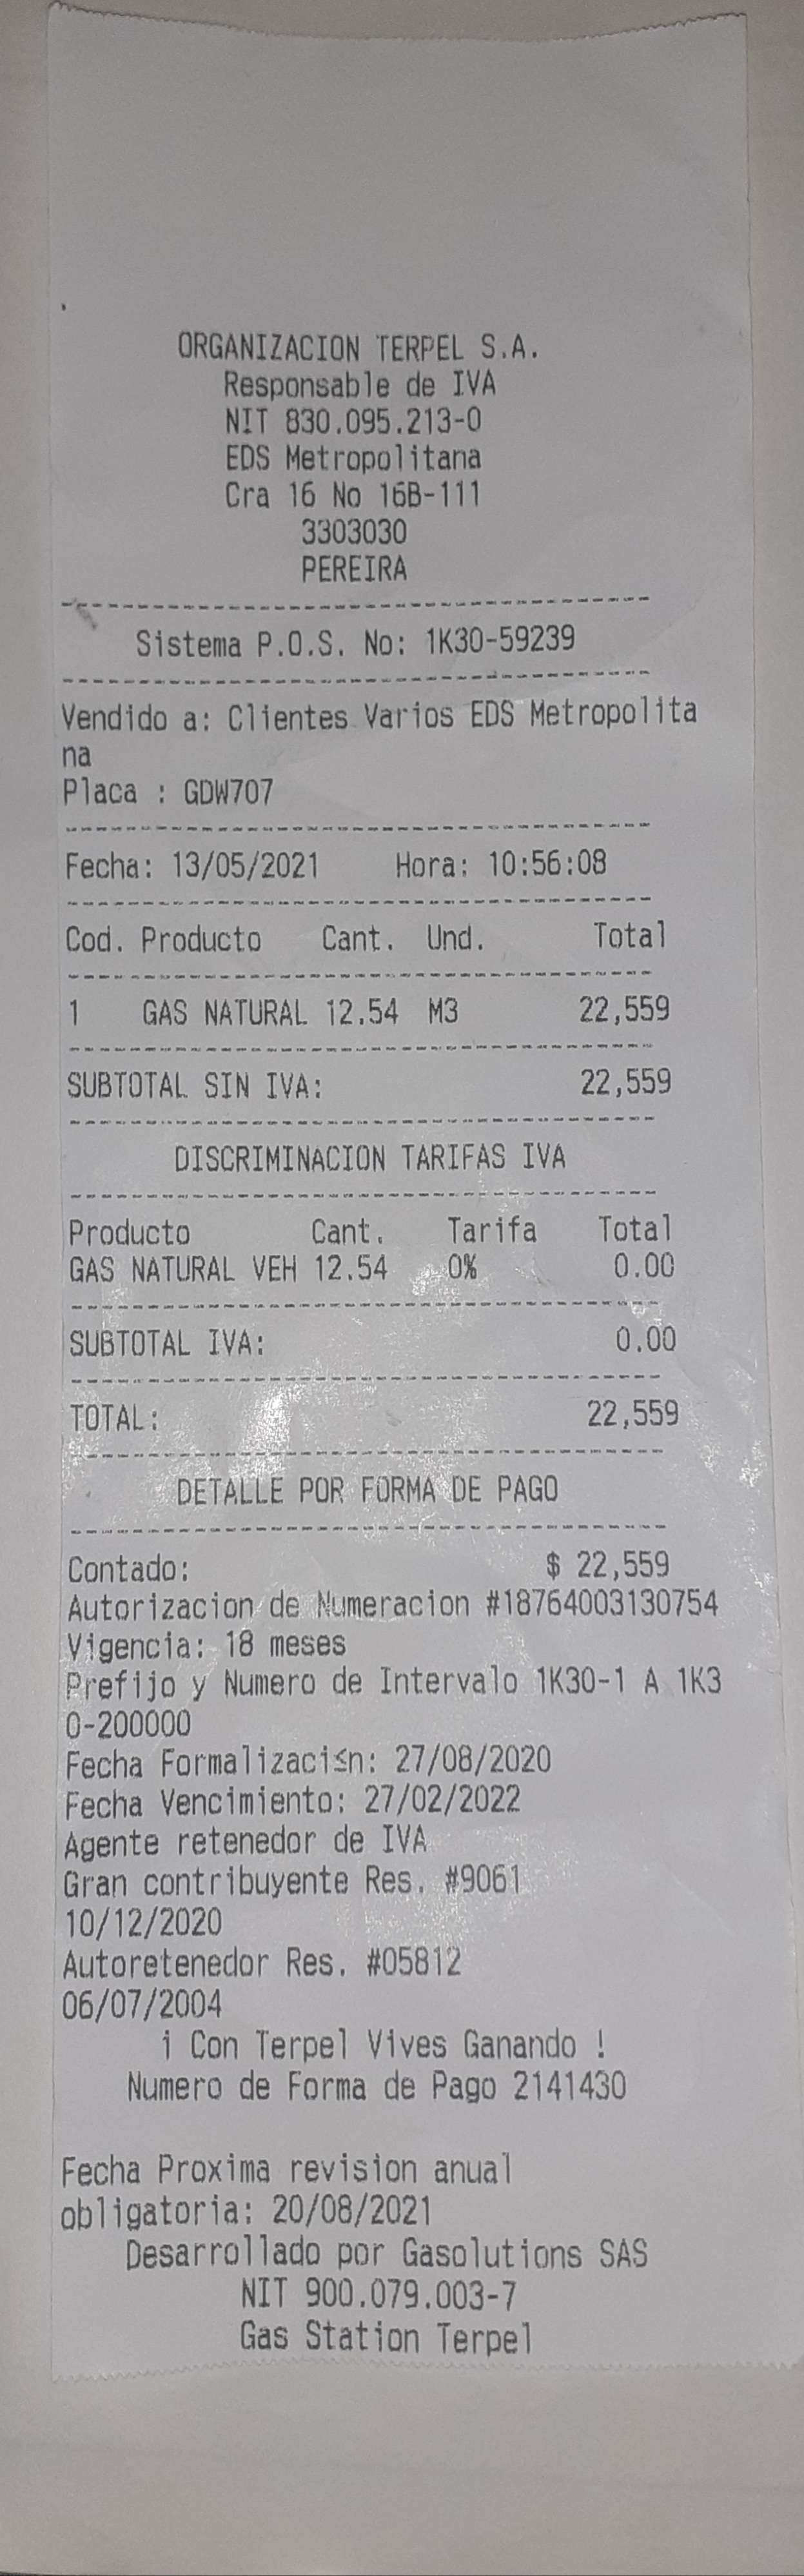 ORGANIZACION TERPEL S.A.
Responsable de IVA
NIT 830.095.213-0
EDS Metropolitana
Cra 16 No 16B-111
3303030
PEREIRA
Sistema P.O.S. No: 1K30-59239
Vendido a: Clientes Varios EDS Metropolita
na
Placa : GDW707
Fecha: 13/05/2021 Hora: 10:56:08
Cod. Producto Cant. Und. Total
1 GAS NATURAL 12.54 M3 22,559
SUBTOTAL SIN IVA: 22,559
DISCRIMINACION TARIFAS IVA
Producto Cant. Tarifa Total
GAS NATURAL VEH 12.54 0% 0.00
SUBTOTAL IVA: 0.00
TOTAL: 22,559
DETALLE POR FORMA DE PAGO
Contado: $ 22,559
Autorizacion de Numeracion #18764003130754
Vigencia: 18 meses
Prefijo y Numero de Intervalo 1K30-1 A 1K3
0-200000
Fecha Formalizaci≤n: 27/08/2020
Fecha Vencimiento: 27/02/2022
Agente retenedor de IVA
Gran contribuyente Res. #9061
10/12/2020
Autoretenedor Res. #05812
06/07/2004
¡ Con Terpel Vives Ganando !
Numero de Forma de Pago 2141430
Fecha Proxima revision anual
obligatoria: 20/08/2021
Desarrollado por Gasolutions SAS
NIT 900.079.003-7
Gas Station Terpel